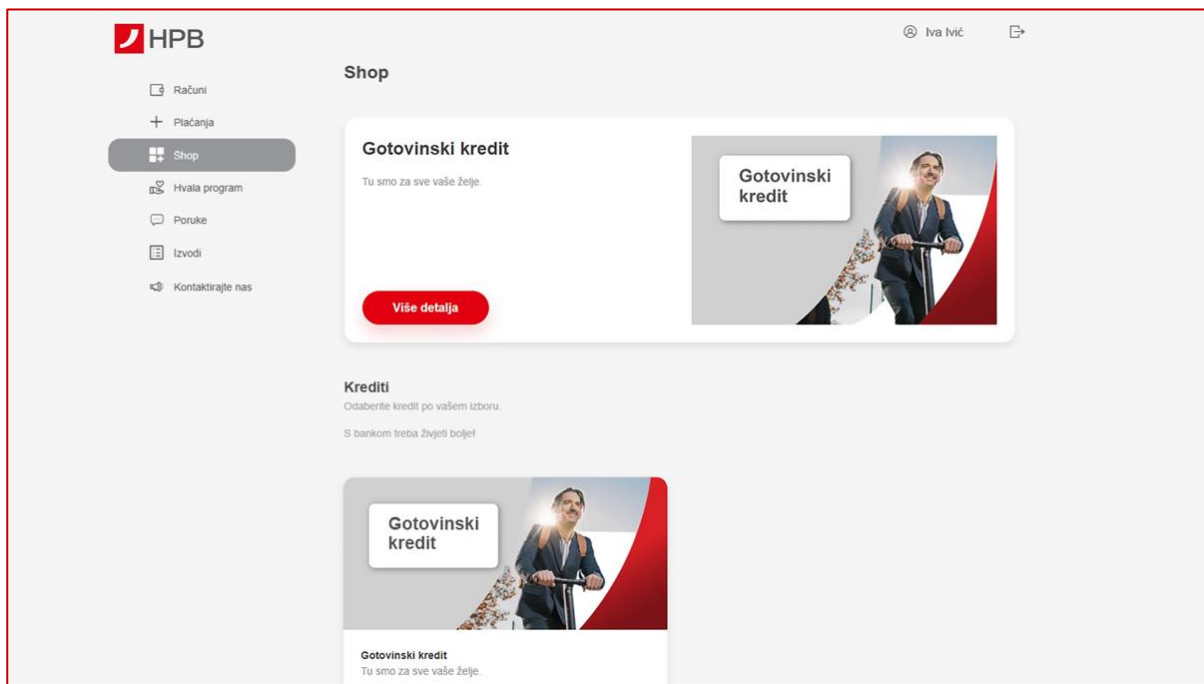 HPB
Iva Ivić
Računi
Plaćanja
Shop
Hvala program
Poruke
Izvodi
Kontaktirajte nas
Shop
Gotovinski kredit
Tu smo za sve vaše želje.
Više detalja
Gotovinski
kredit
Krediti
Odaberite kredit po vašem izboru.
S bankom treba živjeti bolje!
Gotovinski
kredit
Gotovinski kredit
Tu smo za sve vaše želje.